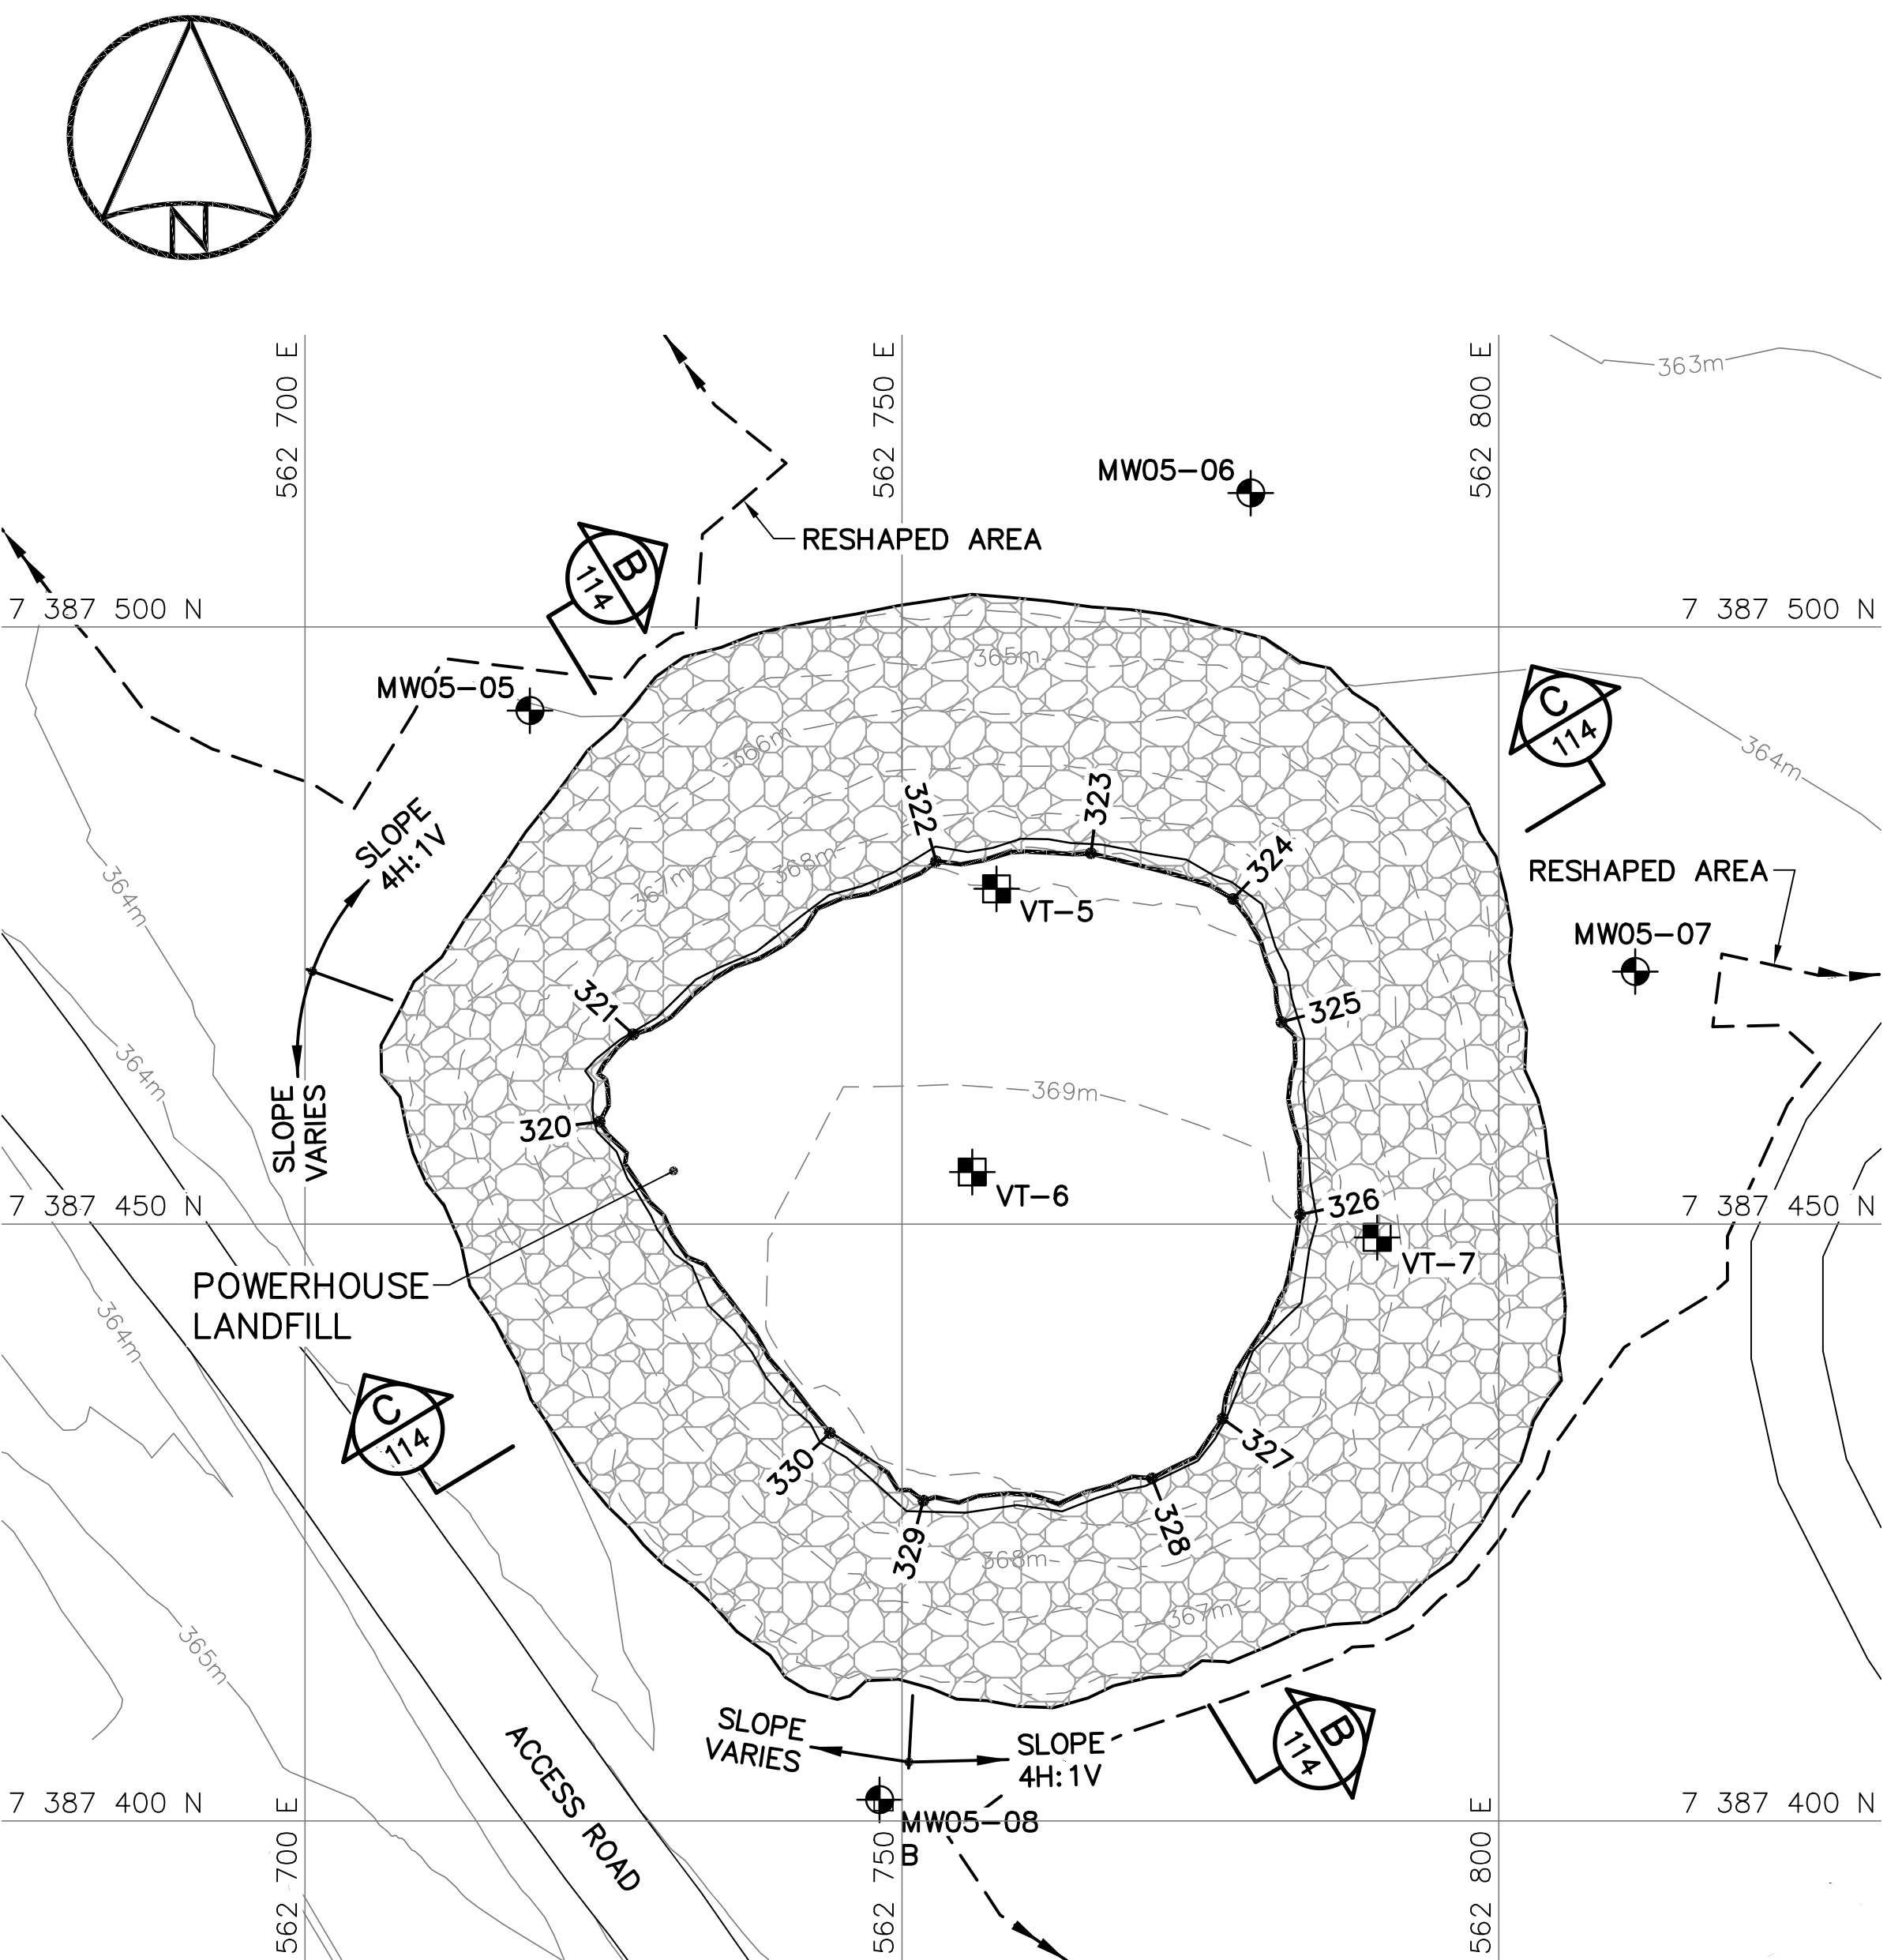 N
562 700 E
562 750 E
562 800 E
363m
MW05-06
RESHAPED AREA
B
114
7 387 500 N
7 387 500 N
365m
MW05-05
C
114
366m
364m
SLOPE
4H:1V
322
323
324
368m
367m
RESHAPED AREA
VT-5
364m
MW05-07
321
325
364m
369m
SLOPE
VARIES
320
VT-6
326
7 387 450 N
7 387 450 N
VT-7
POWERHOUSE
LANDFILL
364m
C
114
327
330
328
329
368m
367m
365m
SLOPE
VARIES
SLOPE
4H:1V
B
114
ACCESS ROAD
7 387 400 N
7 387 400 N
MW05-08
B
562 700 E
562 750 E
562 800 E